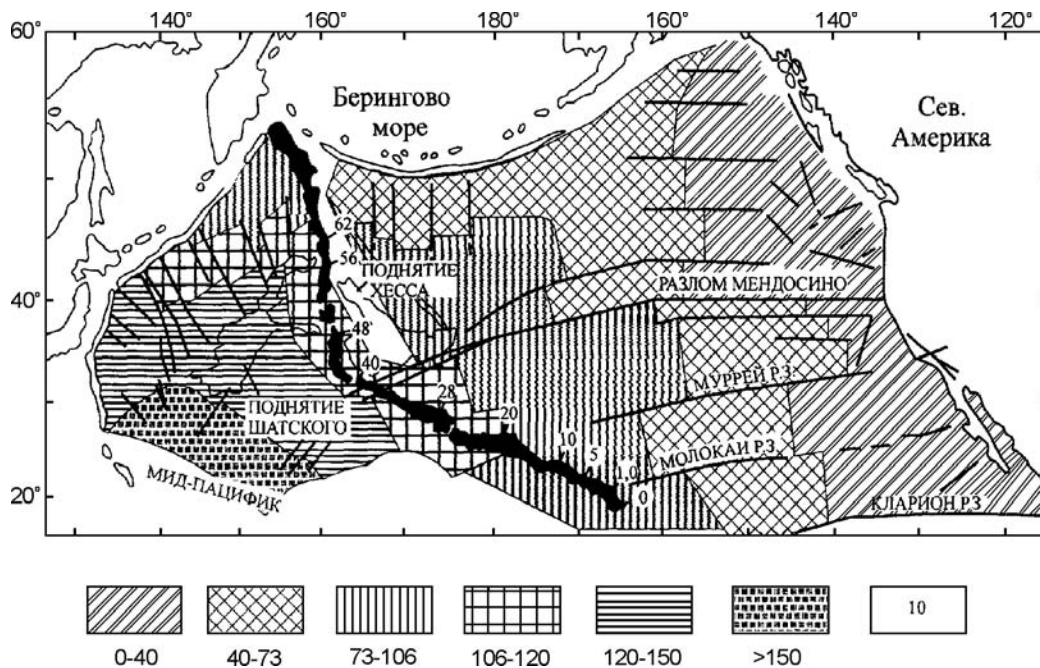 140° 160° 180° 160° 140° 120°
60°
Берингово
море
Сев.
Америка
62
56
ПОДНЯТИЕ
ХЕССА
РАЗЛОМ МЕНДОСИНО
40°
48
40
МУРРЕЙ Р.З.
28
ПОДНЯТИЕ
ШАТСКОГО
20
10
5
1,0
МОЛОКАИ Р.З.
0
МИД-ПАЦИФИК
20°
КЛАРИОН Р.З
10
0-40 40-73 73-106 106-120 120-150 >150